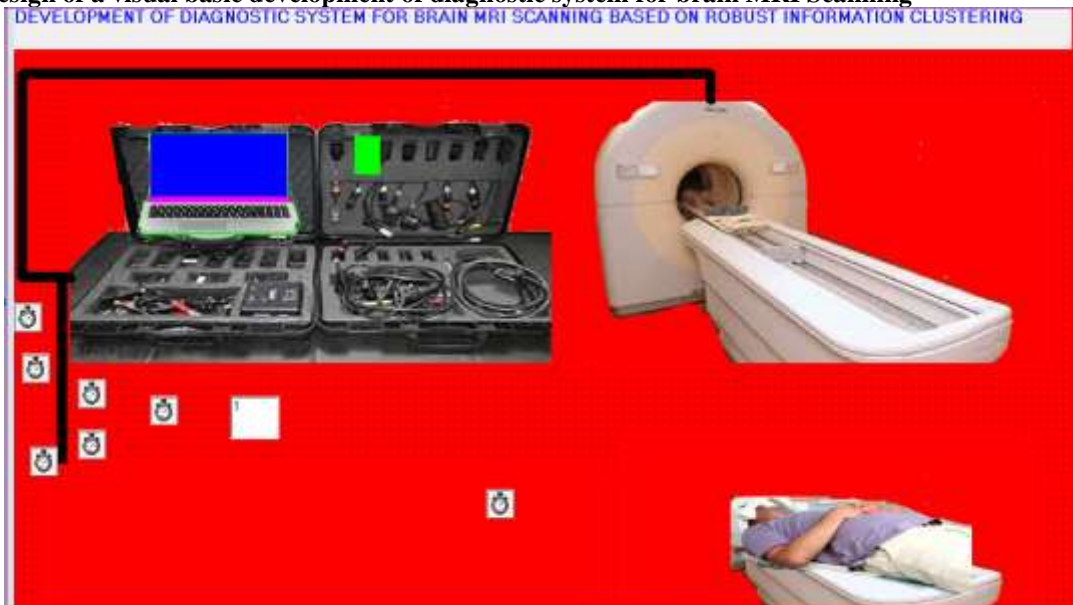 esign of a visual basic development of diagnostic system for brain MRI Scanning
DEVELOPMENT OF DIAGNOSTIC SYSTEM FOR BRAIN MRI SCANNING BASED ON ROBUST INFORMATION CLUSTERING
1